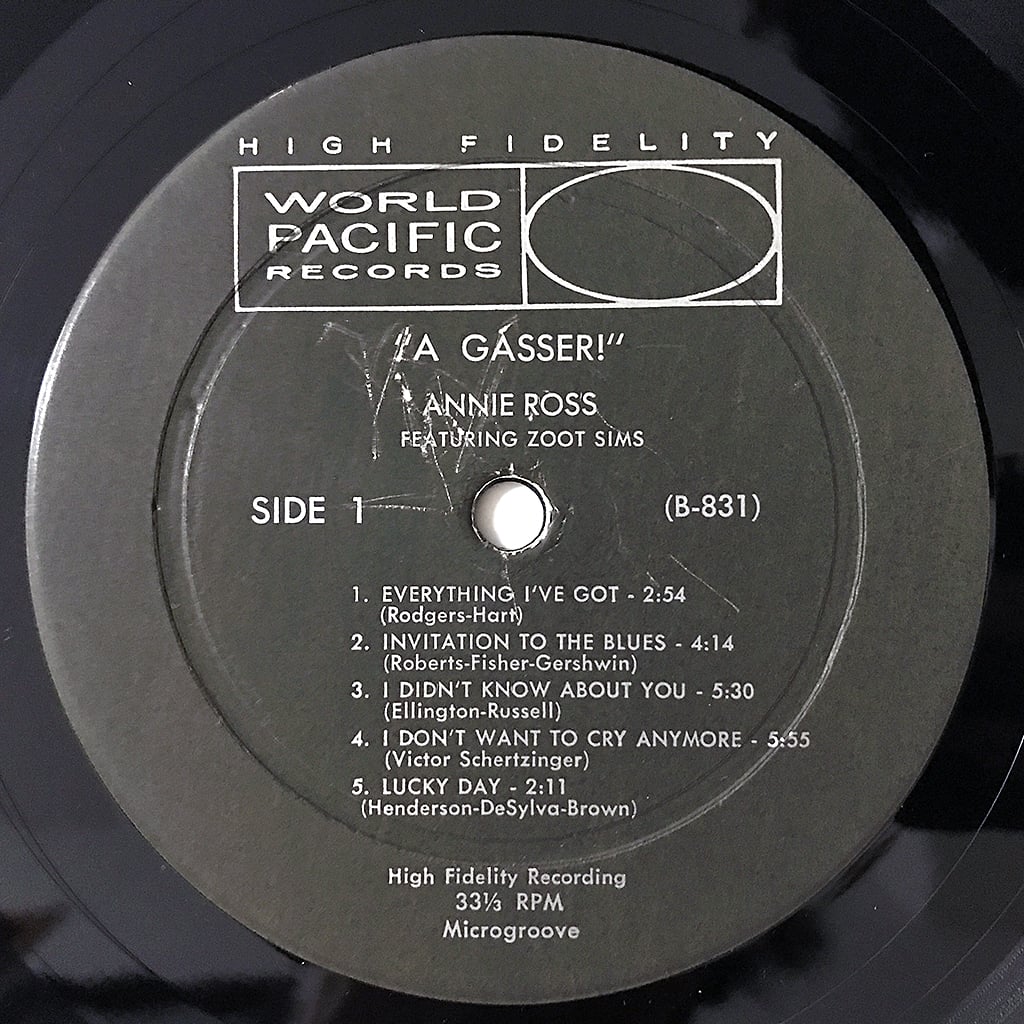 HIGH FIDELITY
WORLD
PACIFIC
RECORDS
"A GASSER!"
ANNIE ROSS
FEATURING ZOOT SIMS
SIDE 1 (B-831)
1. EVERYTHING I'VE GOT - 2:54
(Rodgers-Hart)
2. INVITATION TO THE BLUES - 4:14
(Roberts-Fisher-Gershwin)
3. I DIDN'T KNOW ABOUT YOU - 5:30
(Ellington-Russell)
4. I DON'T WANT TO CRY ANYMORE - 5:55
(Victor Schertzinger)
5. LUCKY DAY - 2:11
(Henderson-DeSylva-Brown)
High Fidelity Recording
33⅓ RPM
Microgroove